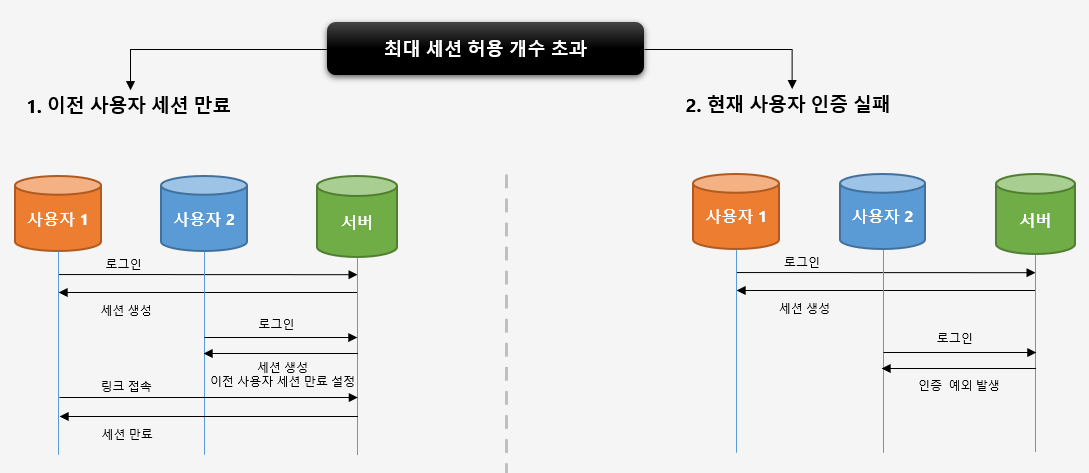 최대 세션 허용 개수 초과
1. 이전 사용자 세션 만료
사용자 1
사용자 2
서버
로그인
세션 생성
로그인
세션 생성
이전 사용자 세션 만료 설정
링크 접속
세션 만료
2. 현재 사용자 인증 실패
사용자 1
사용자 2
서버
로그인
세션 생성
로그인
인증 예외 발생